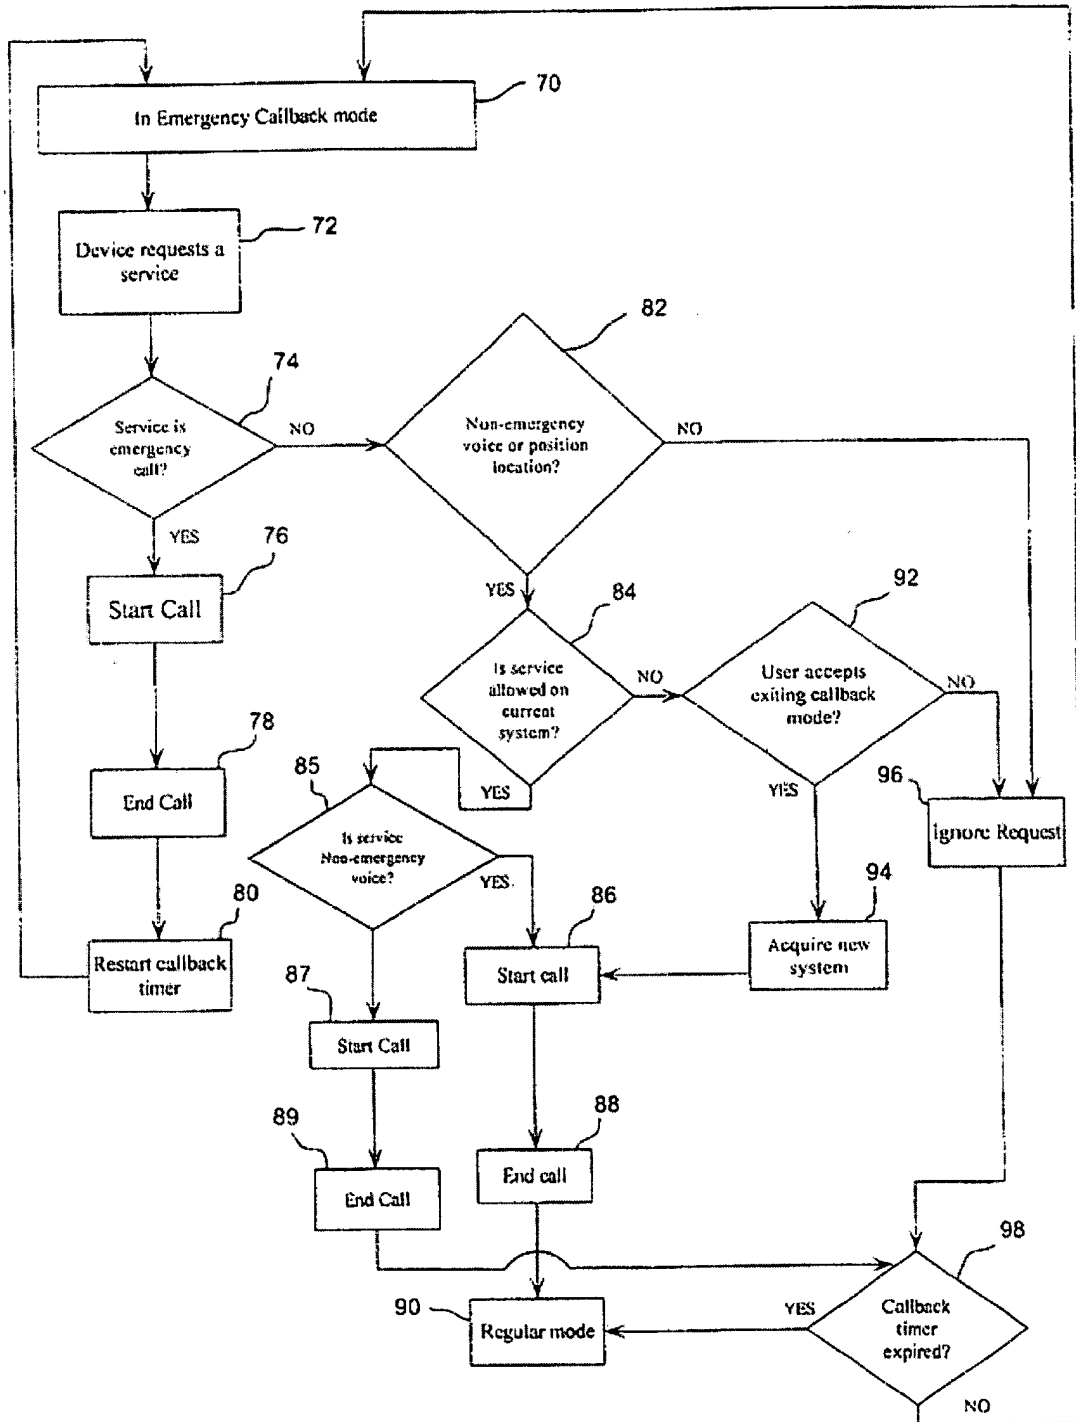 70
In Emergency Callback mode
72
Device requests a
service
82
74
Service is
emergency
call?
NO
Non-emergency
voice or position
location?
NO
YES
76
Start Call
YES
84
92
Is service
allowed on
current
system?
NO
User accepts
exiting callback
mode?
NO
78
End Call
85
YES
YES
96
Ignore Request
Is service
Non-emergency
voice?
YES.
80
86
94
Restart callback
timer
Start call
Acquire new
system
87
Start Call
89
88
End Call
End call
98
90
Regular mode
YES
Callback
timer
expired?
NO